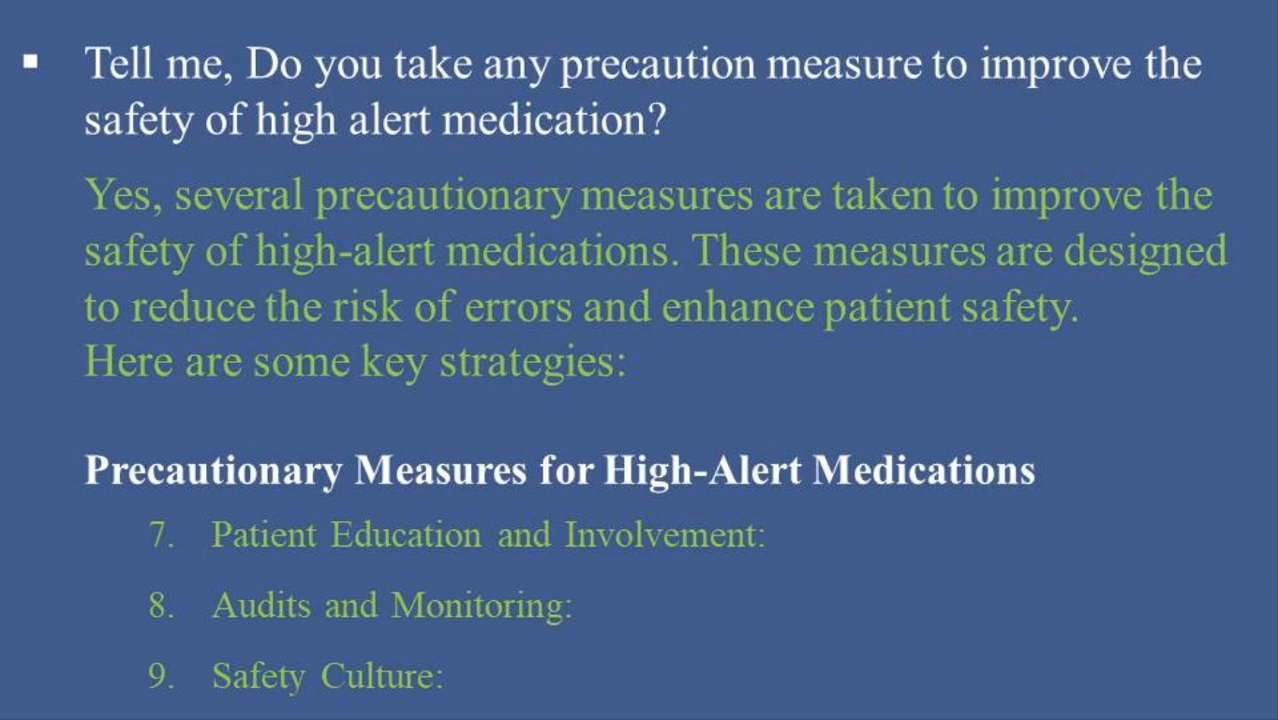 ▪ Tell me, Do you take any precaution measure to improve the
safety of high alert medication?
Yes, several precautionary measures are taken to improve the
safety of high-alert medications. These measures are designed
to reduce the risk of errors and enhance patient safety.
Here are some key strategies:
Precautionary Measures for High-Alert Medications
7. Patient Education and Involvement:
8. Audits and Monitoring:
9. Safety Culture: